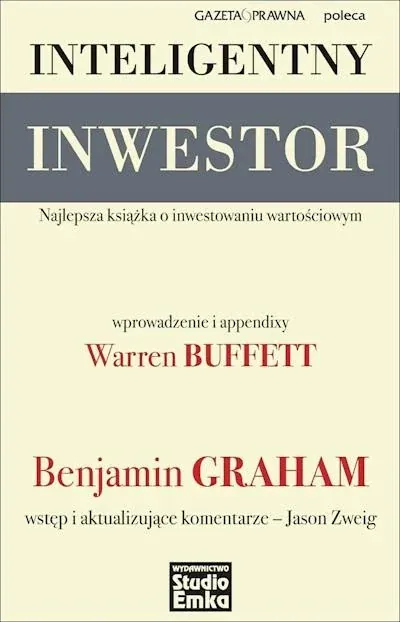 GAZETA PRAWNA poleca
INTELIGENTNY
INWESTOR
Najlepsza książka o inwestowaniu wartościowym
wprowadzenie i appendixy
Warren BUFFETT
Benjamin GRAHAM
wstęp i aktualizujące komentarze – Jason Zweig
WYDAWNICTWO
Studio
Emka